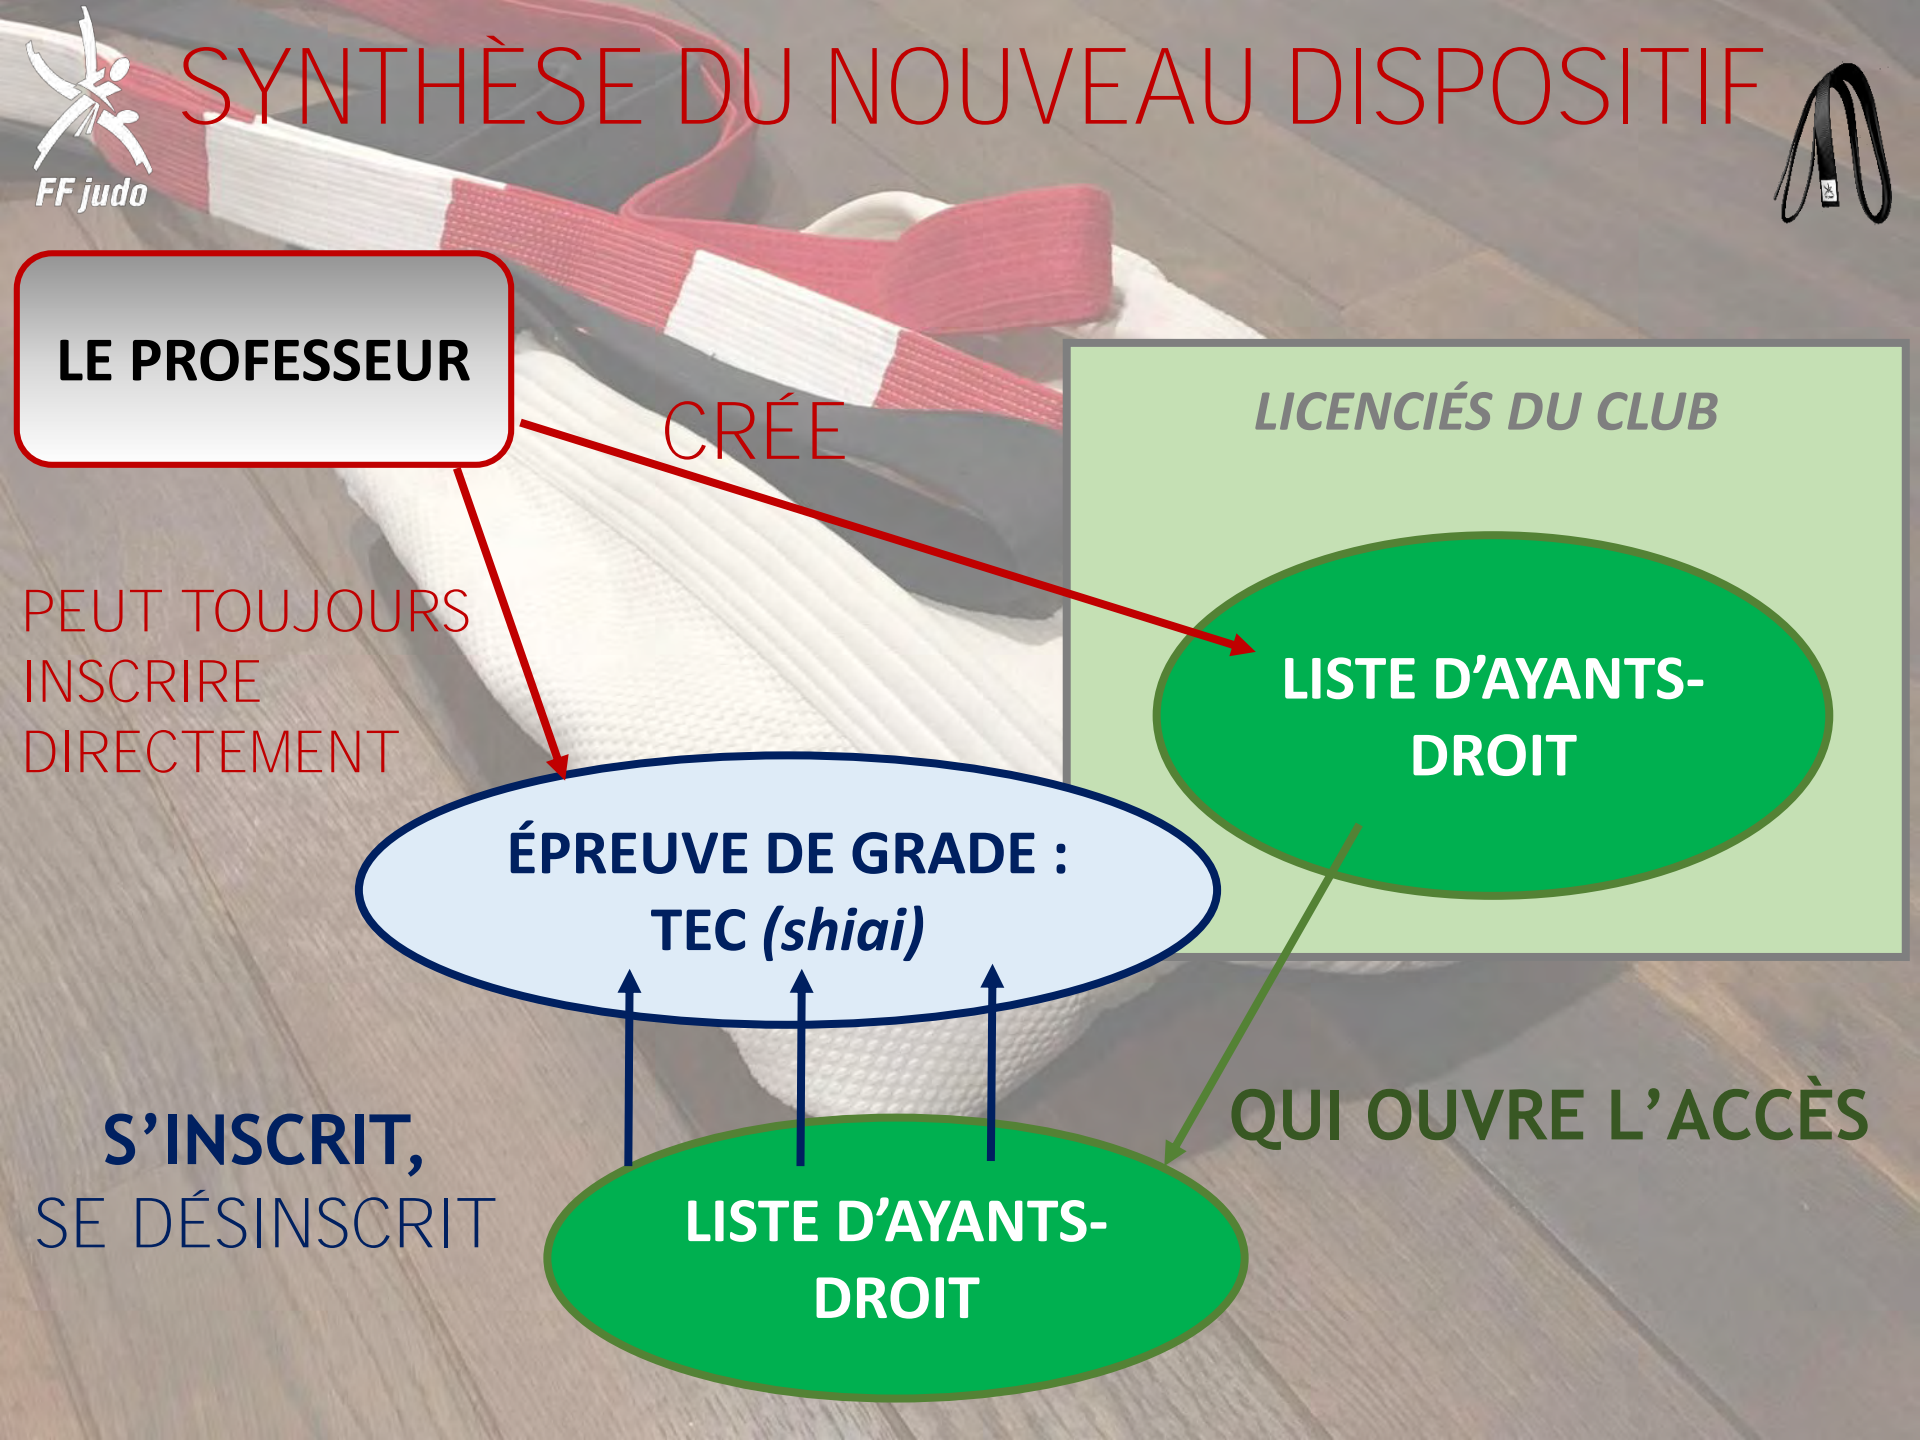 SYNTHÈSE DU NOUVEAU DISPOSITIF
FF judo
LE PROFESSEUR
CRÉE
LICENCIÉS DU CLUB
PEUT TOUJOURS
INSCRIRE
DIRECTEMENT
LISTE D’AYANTS-
DROIT
ÉPREUVE DE GRADE :
TEC (shiai)
QUI OUVRE L’ACCÈS
S’INSCRIT,
SE DÉSINSCRIT
LISTE D’AYANTS-
DROIT